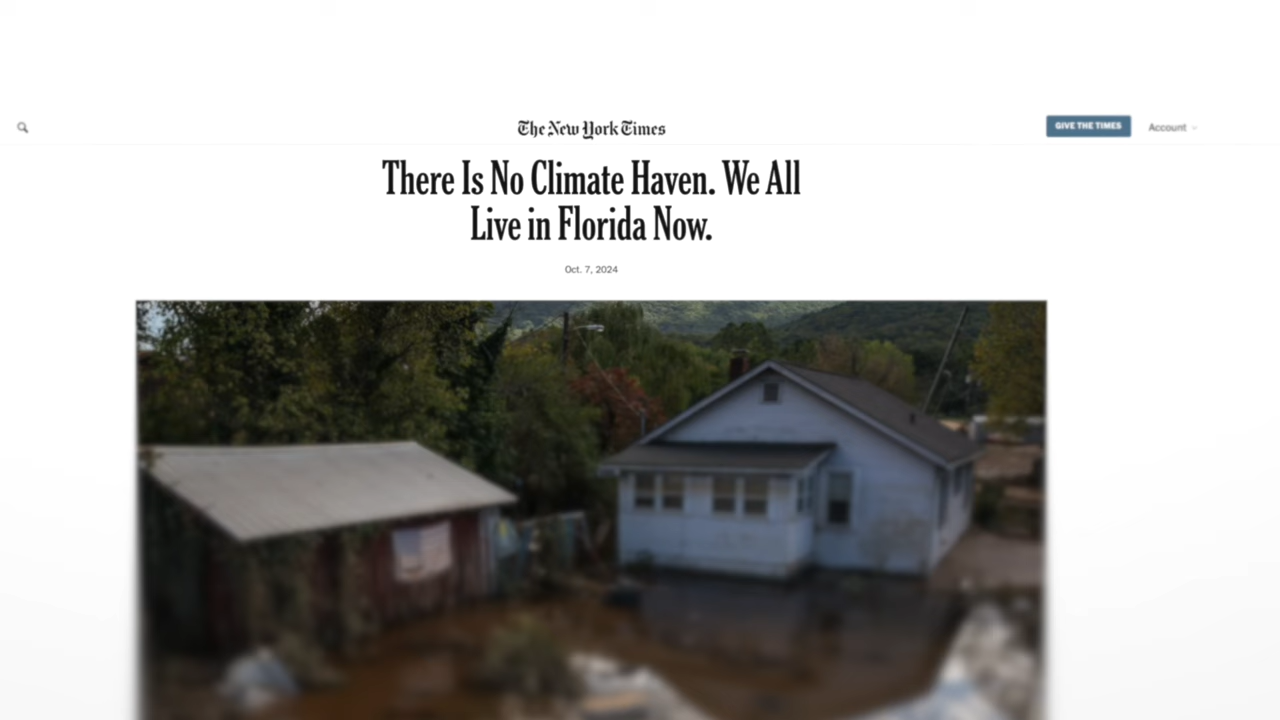 The New York Times
GIVE THE TIMES
Account
There Is No Climate Haven. We All
Live in Florida Now.
Oct. 7, 2024